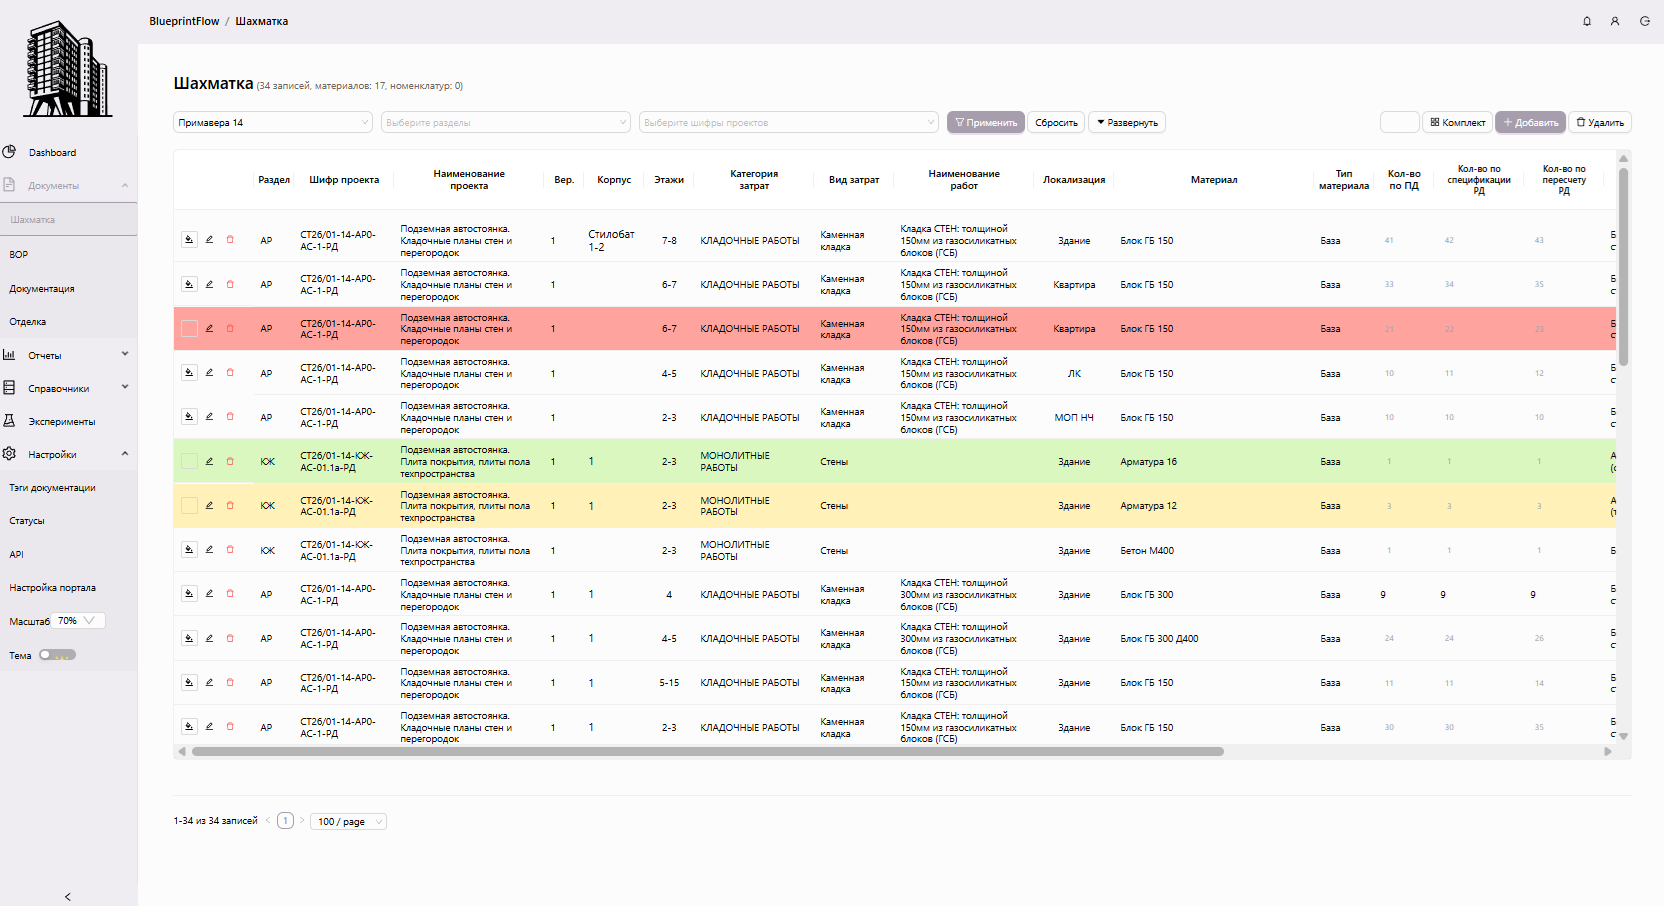 BlueprintFlow / Шахматка
Dashboard
Документы
Шахматка
ВОР
Документация
Отделка
Отчеты
Справочники
Эксперименты
Настройки
Тэги документации
Статусы
API
Настройка портала
Масштаб 70%
Тема
Шахматка (34 записей, материалов: 17, номенклатур: 0)
Примавера 14 Выберите разделы Выберите шифры проектов Применить Сбросить Развернуть Комплект + Добавить Удалить
Раздел Шифр проекта Наименование проекта Вер. Корпус Этажи Категория затрат Вид затрат Наименование работ Локализация Материал Тип материала Кол-во по ПД Кол-во по спецификации РД Кол-во по пересчету РД
АР СТ26/01-14-АР0-АС-1-РД Подземная автостоянка. Кладочные планы стен и перегородок 1 Стилобат 1-2 7-8 КЛАДОЧНЫЕ РАБОТЫ Каменная кладка Кладка СТЕН: толщиной 150мм из газосиликатных блоков (ГСБ) Здание Блок ГБ 150 База 41 42 43
АР СТ26/01-14-АР0-АС-1-РД Подземная автостоянка. Кладочные планы стен и перегородок 1 6-7 КЛАДОЧНЫЕ РАБОТЫ Каменная кладка Кладка СТЕН: толщиной 150мм из газосиликатных блоков (ГСБ) Квартира Блок ГБ 150 База 33 34 35
АР СТ26/01-14-АР0-АС-1-РД Подземная автостоянка. Кладочные планы стен и перегородок 1 6-7 КЛАДОЧНЫЕ РАБОТЫ Каменная кладка Кладка СТЕН: толщиной 150мм из газосиликатных блоков (ГСБ) Квартира Блок ГБ 150 База 21 22 23
АР СТ26/01-14-АР0-АС-1-РД Подземная автостоянка. Кладочные планы стен и перегородок 1 4-5 КЛАДОЧНЫЕ РАБОТЫ Каменная кладка Кладка СТЕН: толщиной 150мм из газосиликатных блоков (ГСБ) ЛК Блок ГБ 150 База 10 11 12
АР СТ26/01-14-АР0-АС-1-РД Подземная автостоянка. Кладочные планы стен и перегородок 1 2-3 КЛАДОЧНЫЕ РАБОТЫ Каменная кладка Кладка СТЕН: толщиной 150мм из газосиликатных блоков (ГСБ) МОП НЧ Блок ГБ 150 База 10 10 10
КЖ СТ26/01-14-КЖ-АС-01.1а-РД Подземная автостоянка. Плита покрытия, плиты пола техпространства 1 1 2-3 МОНОЛИТНЫЕ РАБОТЫ Стены Здание Арматура 16 База 1 1 1
КЖ СТ26/01-14-КЖ-АС-01.1а-РД Подземная автостоянка. Плита покрытия, плиты пола техпространства 1 1 2-3 МОНОЛИТНЫЕ РАБОТЫ Стены Здание Арматура 12 База 3 3 3
КЖ СТ26/01-14-КЖ-АС-01.1а-РД Подземная автостоянка. Плита покрытия, плиты пола техпространства 1 2-3 МОНОЛИТНЫЕ РАБОТЫ Стены Здание Бетон М400 База 1 1 1
АР СТ26/01-14-АР0-АС-1-РД Подземная автостоянка. Кладочные планы стен и перегородок 1 1 4 КЛАДОЧНЫЕ РАБОТЫ Каменная кладка Кладка СТЕН: толщиной 300мм из газосиликатных блоков (ГСБ) Здание Блок ГБ 300 База 9 9 9
АР СТ26/01-14-АР0-АС-1-РД Подземная автостоянка. Кладочные планы стен и перегородок 1 1 4-5 КЛАДОЧНЫЕ РАБОТЫ Каменная кладка Кладка СТЕН: толщиной 300мм из газосиликатных блоков (ГСБ) Здание Блок ГБ 300 Д400 База 24 24 26
АР СТ26/01-14-АР0-АС-1-РД Подземная автостоянка. Кладочные планы стен и перегородок 1 1 5-15 КЛАДОЧНЫЕ РАБОТЫ Каменная кладка Кладка СТЕН: толщиной 150мм из газосиликатных блоков (ГСБ) Здание Блок ГБ 150 База 11 11 14
АР СТ26/01-14-АР0-АС-1-РД Подземная автостоянка. Кладочные планы стен и перегородок 1 1 2-3 КЛАДОЧНЫЕ РАБОТЫ Каменная кладка Кладка СТЕН: толщиной 150мм из газосиликатных блоков (ГСБ) Здание Блок ГБ 150 База 30 30 35
1-34 из 34 записей < 1 > 100 / page